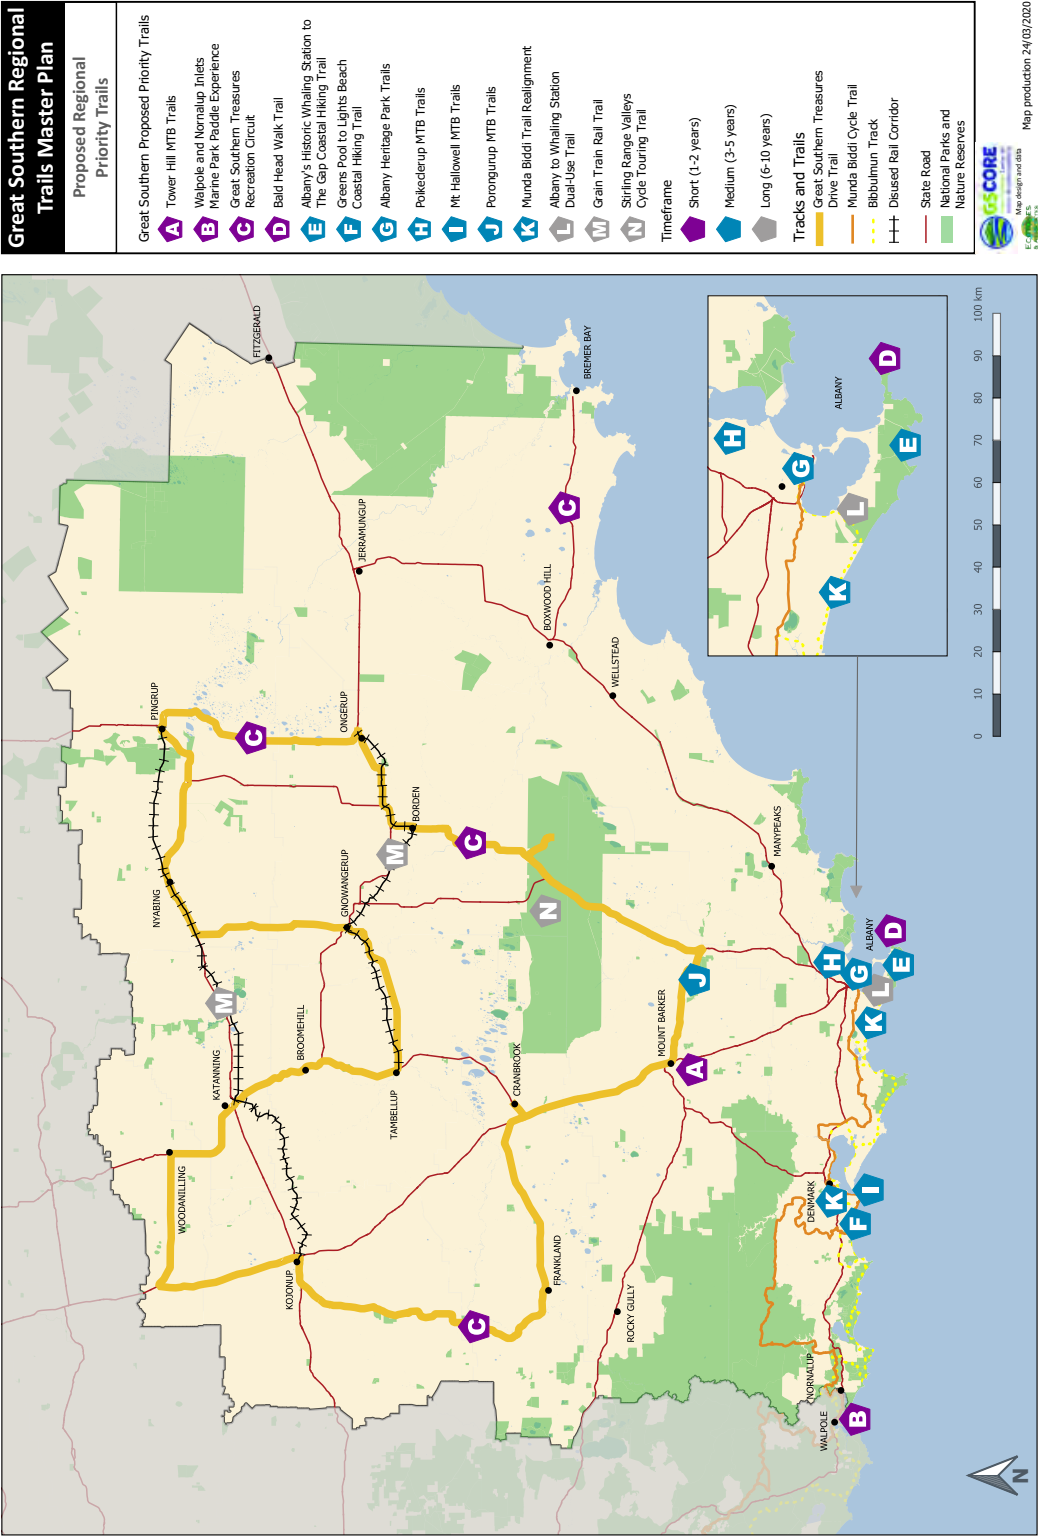 Great Southern Regional
Trails Master Plan
Proposed Regional
Priority Trails
Great Southern Proposed Priority Trails
A Tower Hill MTB Trails
B Walpole and Nornalup Inlets
Marine Park Paddle Experience
C Great Southern Treasures
Recreation Circuit
D Bald Head Walk Trail
E Albany's Historic Whaling Station to
The Gap Coastal Hiking Trail
F Greens Pool to Lights Beach
Coastal Hiking Trail
G Albany Heritage Park Trails
H Poikeclerup MTB Trails
I Mt Hallowell MTB Trails
J Porongurup MTB Trails
K Munda Biddi Trail Realignment
L Albany to Whaling Station
Dual-Use Trail
M Grain Train Rail Trail
N Stirling Range Valleys
Cycle Touring Trail
Timeframe
Short (1-2 years)
Medium (3-5 years)
Long (6-10 years)
Tracks and Trails
Great Southern Treasures
Drive Trail
Munda Biddi Cycle Trail
Bibbulmun Track
Disused Rail Corridor
State Road
National Parks and
Nature Reserves
GSCORE
Map design and data
Map production 24/03/2020
FITZGERALD
BREMER BAY
JERRAMUNGUP
C
BOXWOOD HILL
WELLSTEAD
PINGRUP
ONGERUP
C
BORDEN
M
C
GNOWANGERUP
NYABING
N
MANYPEAKS
M
KATANNING
BROOMEHILL
TAMBELLUP
CRANBROOK
MOUNT BARKER
J
A
H
G
ALBANY
D
E
L
K
WOODANILLING
KOJONUP
C
FRANKLAND
ROCKY GULLY
DENMARK
K
I
F
NORNALUP
WALPOLE
B
H
G
ALBANY
D
E
L
K
0 10 20 30 40 50 60 70 80 90 100 km
N